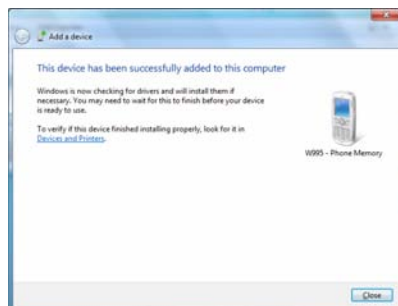 Add a device
This device has been successfully added to this computer
Windows is now checking for drivers and will install them if
necessary. You may need to wait for this to finish before your device
is ready to use.
To verify if this device finished installing properly, look for it in
Devices and Printers.
W995 - Phone Memory
Close